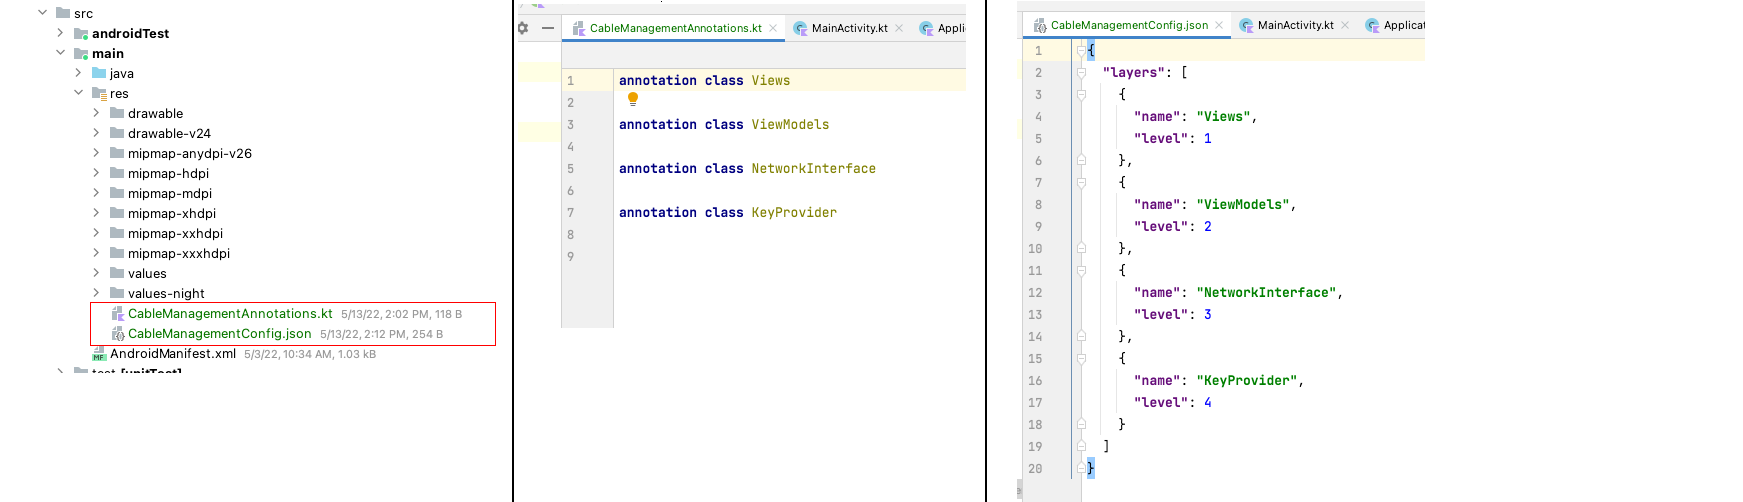 src
androidTest
main
java
res
drawable
drawable-v24
mipmap-anydpi-v26
mipmap-hdpi
mipmap-mdpi
mipmap-xhdpi
mipmap-xxhdpi
mipmap-xxxhdpi
values
values-night
CableManagementAnnotations.kt 5/13/22, 2:02 PM, 118 B
CableManagementConfig.json 5/13/22, 2:12 PM, 254 B
MF AndroidManifest.xml 5/3/22, 10:34 AM, 1.03 kB
test [unitTest]
CableManagementAnnotations.kt MainActivity.kt Appli
1 annotation class Views
2
3 annotation class ViewModels
4
5 annotation class NetworkInterface
6
7 annotation class KeyProvider
8
9
CableManagementConfig.json MainActivity.kt Applicat
1 {
2 "layers": [
3 {
4 "name": "Views",
5 "level": 1
6 },
7 {
8 "name": "ViewModels",
9 "level": 2
10 },
11 {
12 "name": "NetworkInterface",
13 "level": 3
14 },
15 {
16 "name": "KeyProvider",
17 "level": 4
18 }
19 ]
20 }